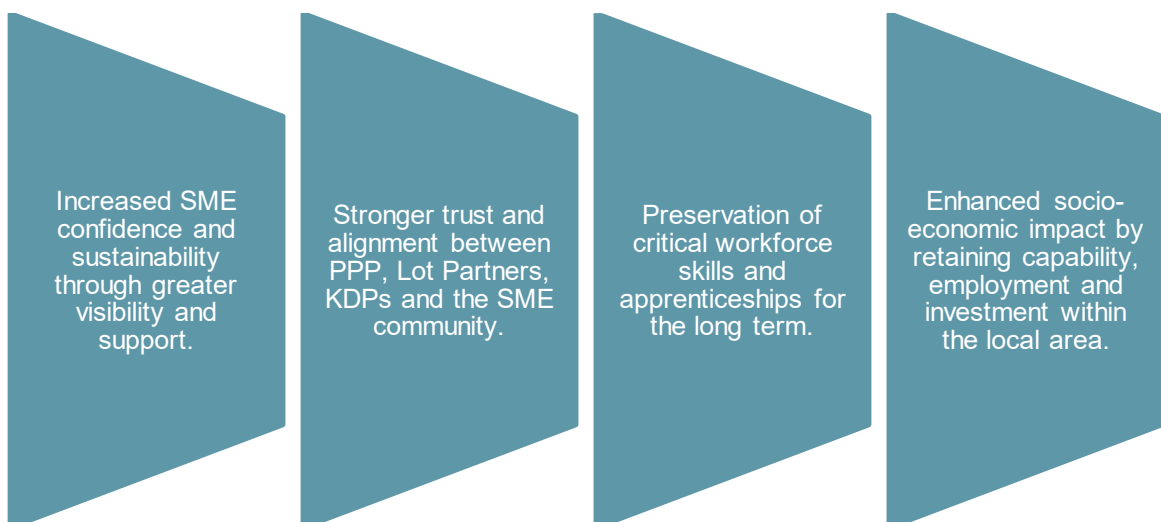 Increased SME
confidence and
sustainability
through greater
visibility and
support.
Stronger trust and
alignment between
PPP, Lot Partners,
KDPs and the SME
community.
Preservation of
critical workforce
skills and
apprenticeships for
the long term.
Enhanced socio-
economic impact by
retaining capability,
employment and
investment within
the local area.